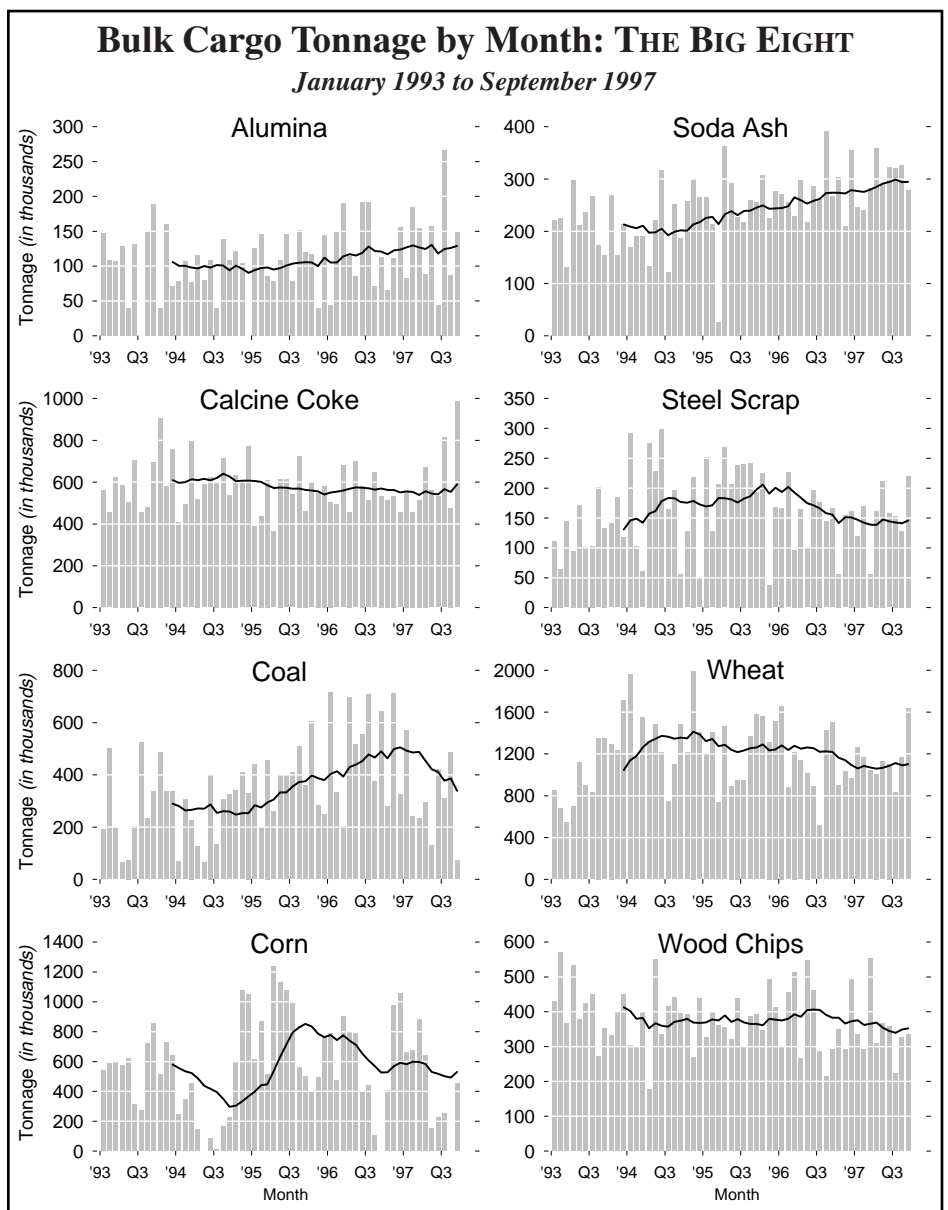 Bulk Cargo Tonnage by Month: THE BIG EIGHT
January 1993 to September 1997
Alumina
Tonnage (in thousands)
300
250
200
150
100
50
0
'93 Q3 '94 Q3 '95 Q3 '96 Q3 '97 Q3
Soda Ash
400
300
200
100
0
'93 Q3 '94 Q3 '95 Q3 '96 Q3 '97 Q3
Calcine Coke
Tonnage (in thousands)
1000
800
600
400
200
0
'93 Q3 '94 Q3 '95 Q3 '96 Q3 '97 Q3
Steel Scrap
350
300
250
200
150
100
50
0
'93 Q3 '94 Q3 '95 Q3 '96 Q3 '97 Q3
Coal
Tonnage (in thousands)
800
600
400
200
0
'93 Q3 '94 Q3 '95 Q3 '96 Q3 '97 Q3
Wheat
2000
1600
1200
800
400
0
'93 Q3 '94 Q3 '95 Q3 '96 Q3 '97 Q3
Corn
Tonnage (in thousands)
1400
1200
1000
800
600
400
200
0
'93 Q3 '94 Q3 '95 Q3 '96 Q3 '97 Q3
Month
Wood Chips
600
500
400
300
200
100
0
'93 Q3 '94 Q3 '95 Q3 '96 Q3 '97 Q3
Month